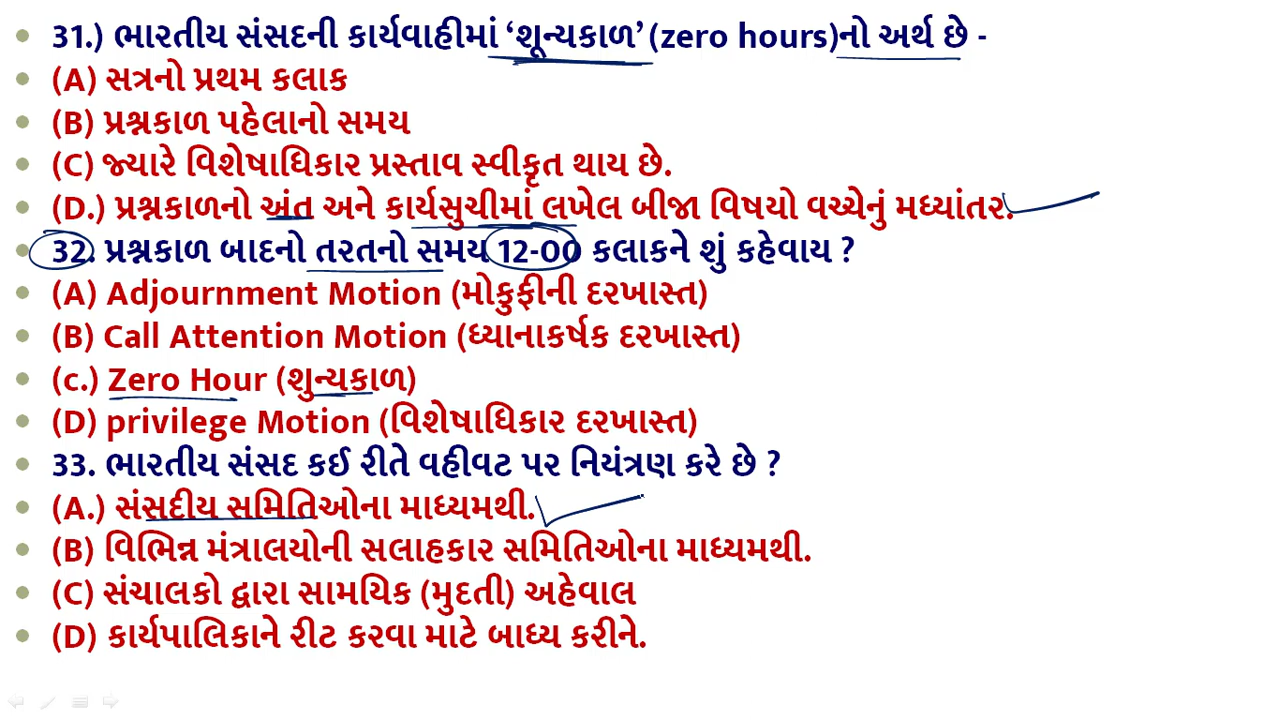 31.) ભારતીય સંસદની કાર્યવાહીમાં ‘શૂન્યકાળ’ (zero hours)નો અર્થ છે -
(A) સત્રનો પ્રથમ કલાક
(B) પ્રશ્નકાળ પહેલાનો સમય
(C) જ્યારે વિશેષાધિકાર પ્રસ્તાવ સ્વીકૃત થાય છે.
(D.) પ્રશ્નકાળનો અંત અને કાર્યસુચીમાં લખેલ બીજા વિષયો વચ્ચેનું મધ્યાંતર.
32. પ્રશ્નકાળ બાદનો તરતનો સમય 12-00 કલાકને શું કહેવાય ?
(A) Adjournment Motion (મોકુફીની દરખાસ્ત)
(B) Call Attention Motion (ધ્યાનાકર્ષક દરખાસ્ત)
(c.) Zero Hour (શુન્યકાળ)
(D) privilege Motion (વિશેષાધિકાર દરખાસ્ત)
33. ભારતીય સંસદ કઈ રીતે વહીવટ પર નિયંત્રણ કરે છે ?
(A.) સંસદીય સમિતિઓના માધ્યમથી.
(B) વિભિન્ન મંત્રાલયોની સલાહકાર સમિતિઓના માધ્યમથી.
(C) સંચાલકો દ્વારા સામયિક (મુદતી) અહેવાલ
(D) કાર્યપાલિકાને રીટ કરવા માટે બાધ્ય કરીને.